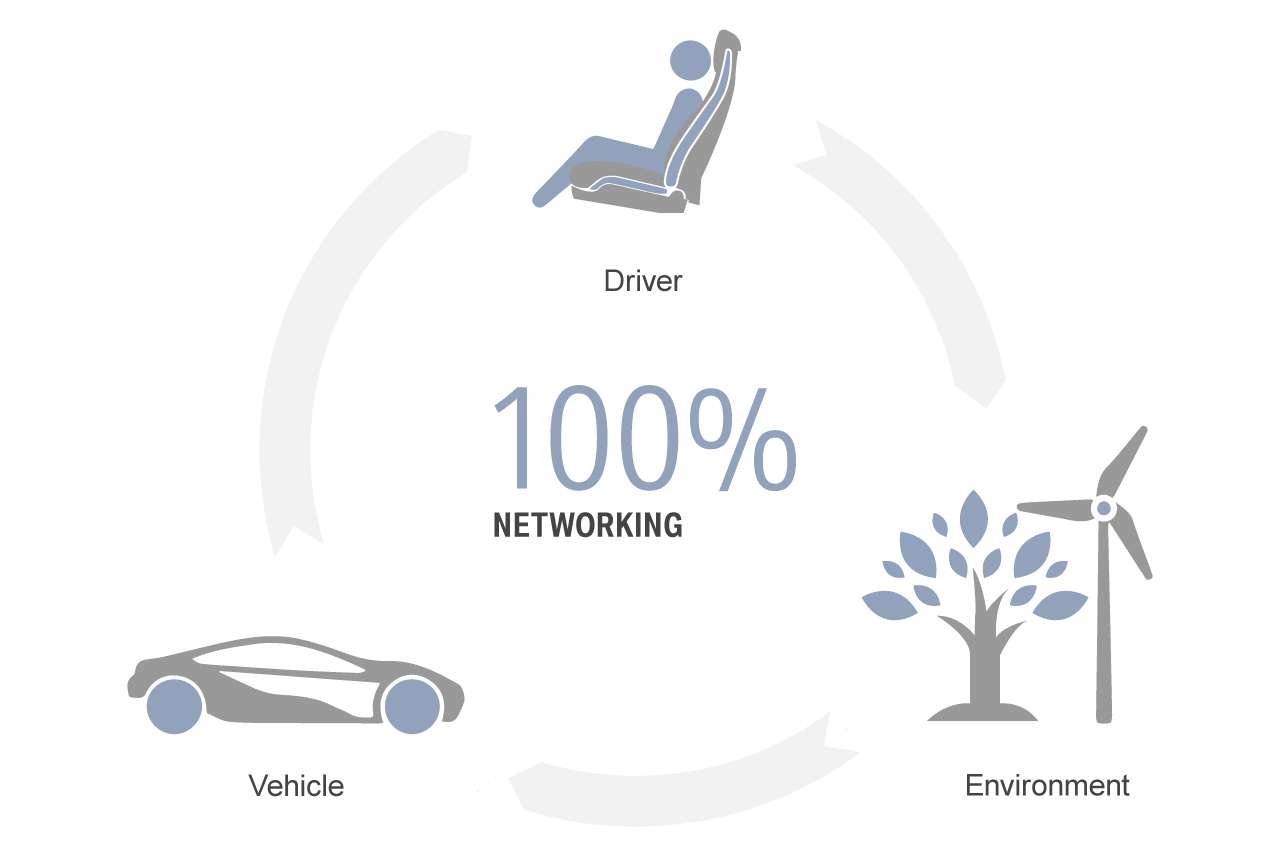 Driver
100%
NETWORKING
Vehicle
Environment